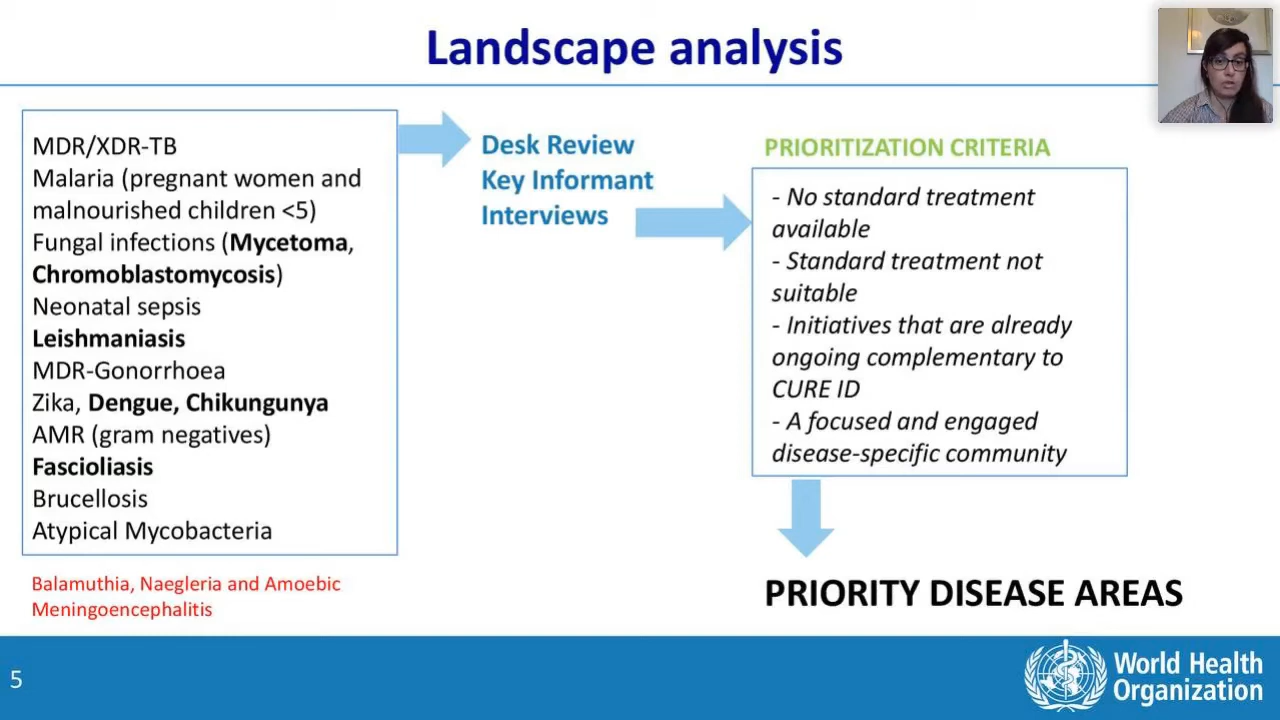 Landscape analysis
MDR/XDR-TB
Malaria (pregnant women and
malnourished children <5)
Fungal infections (Mycetoma,
Chromoblastomycosis)
Neonatal sepsis
Leishmaniasis
MDR-Gonorrhoea
Zika, Dengue, Chikungunya
AMR (gram negatives)
Fascioliasis
Brucellosis
Atypical Mycobacteria
Balamuthia, Naegleria and Amoebic
Meningoencephalitis
Desk Review
Key Informant
Interviews
PRIORITIZATION CRITERIA
- No standard treatment
available
- Standard treatment not
suitable
- Initiatives that are already
ongoing complementary to
CURE ID
- A focused and engaged
disease-specific community
PRIORITY DISEASE AREAS
5
World Health
Organization